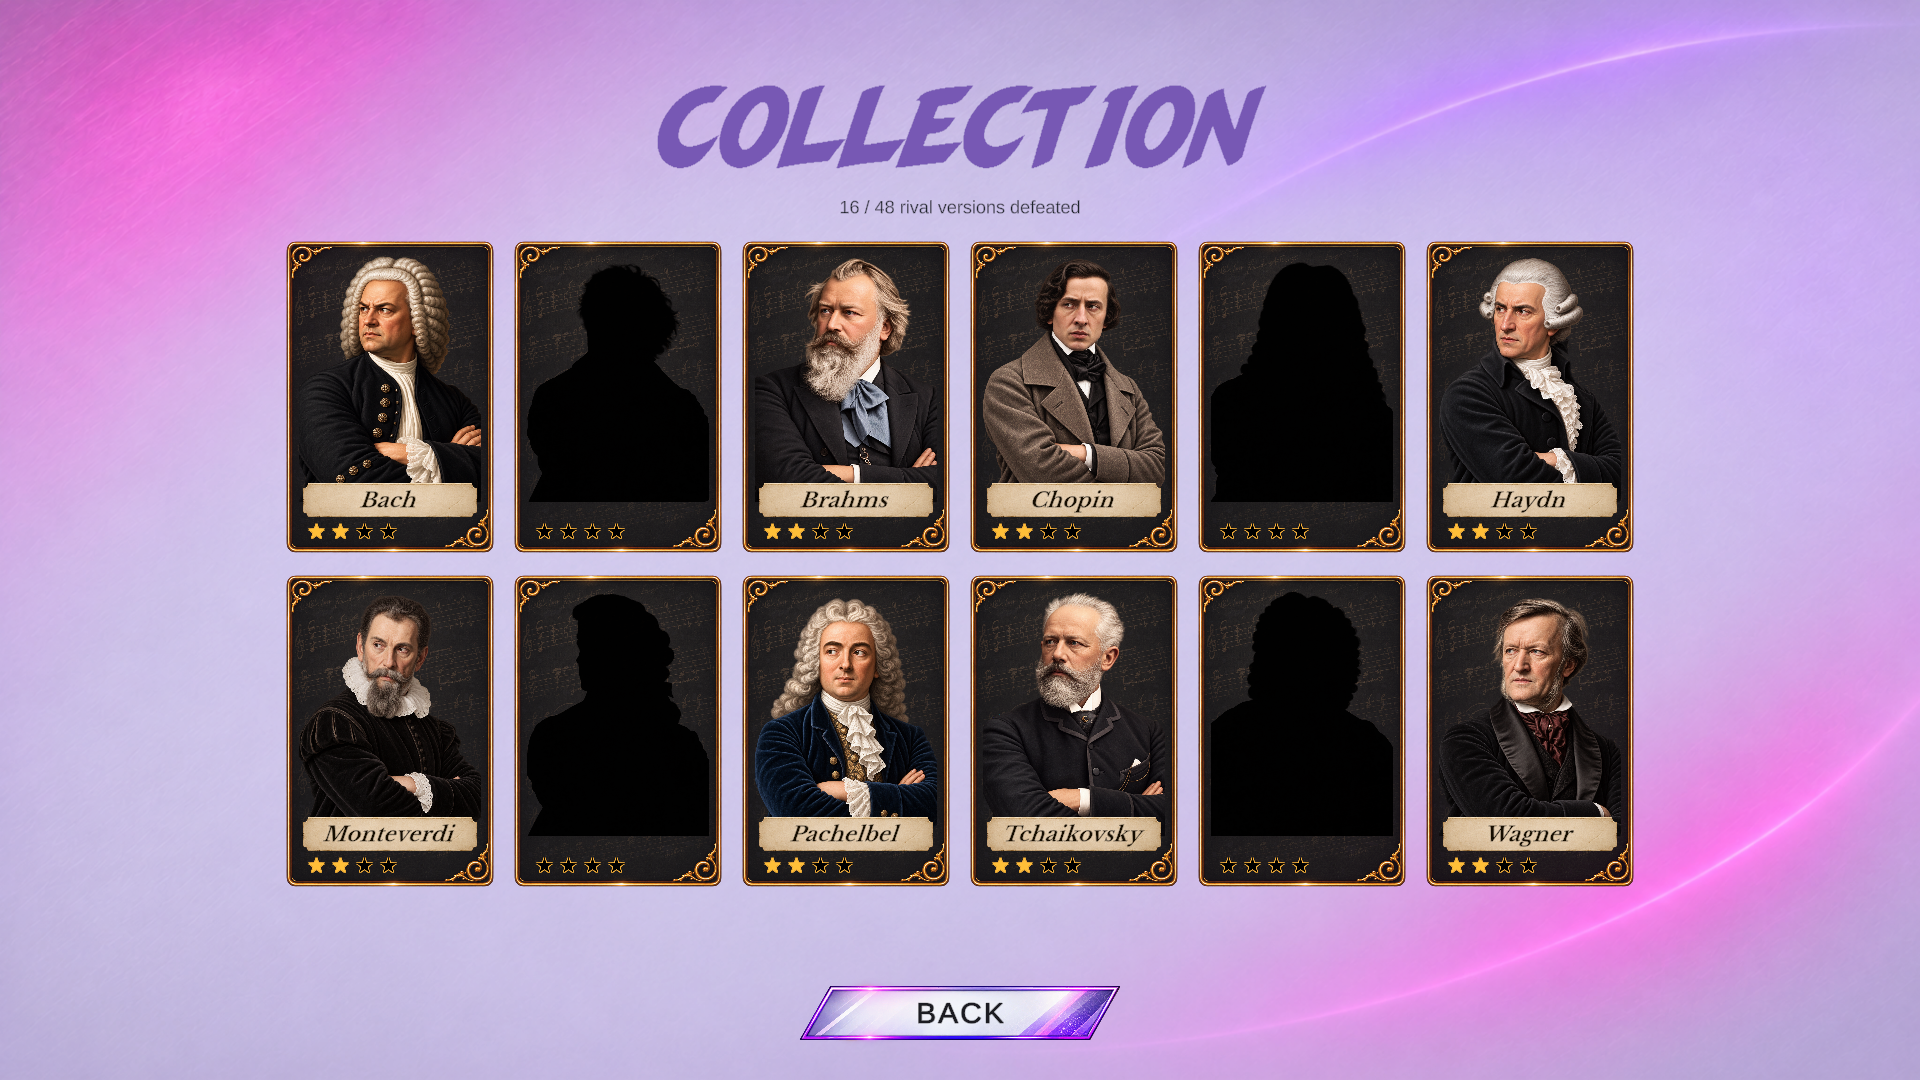 COLLECTION
16 / 48 rival versions defeated
Bach
Brahms
Chopin
Haydn
Monteverdi
Pachelbel
Tchaikovsky
Wagner
BACK